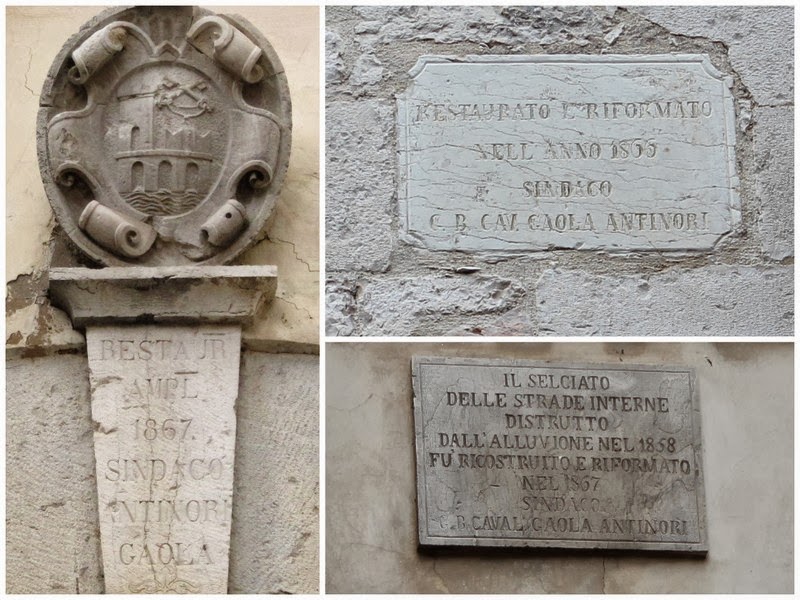 RESTAUR
AMPL
1867
SINDACO
ANTINORI
GAOLA
RESTAURATO E RIFORMATO
NELL ANNO 1865
SINDACO
G. B. CAV. GAOLA ANTINORI
IL SELCIATO
DELLE STRADE INTERNE
DISTRUTTO
DALL'ALLUVIONE NEL 1858
FU RICOSTRUITO E RIFORMATO
NEL 1867
SINDACO
G. B. CAVAL. GAOLA ANTINORI